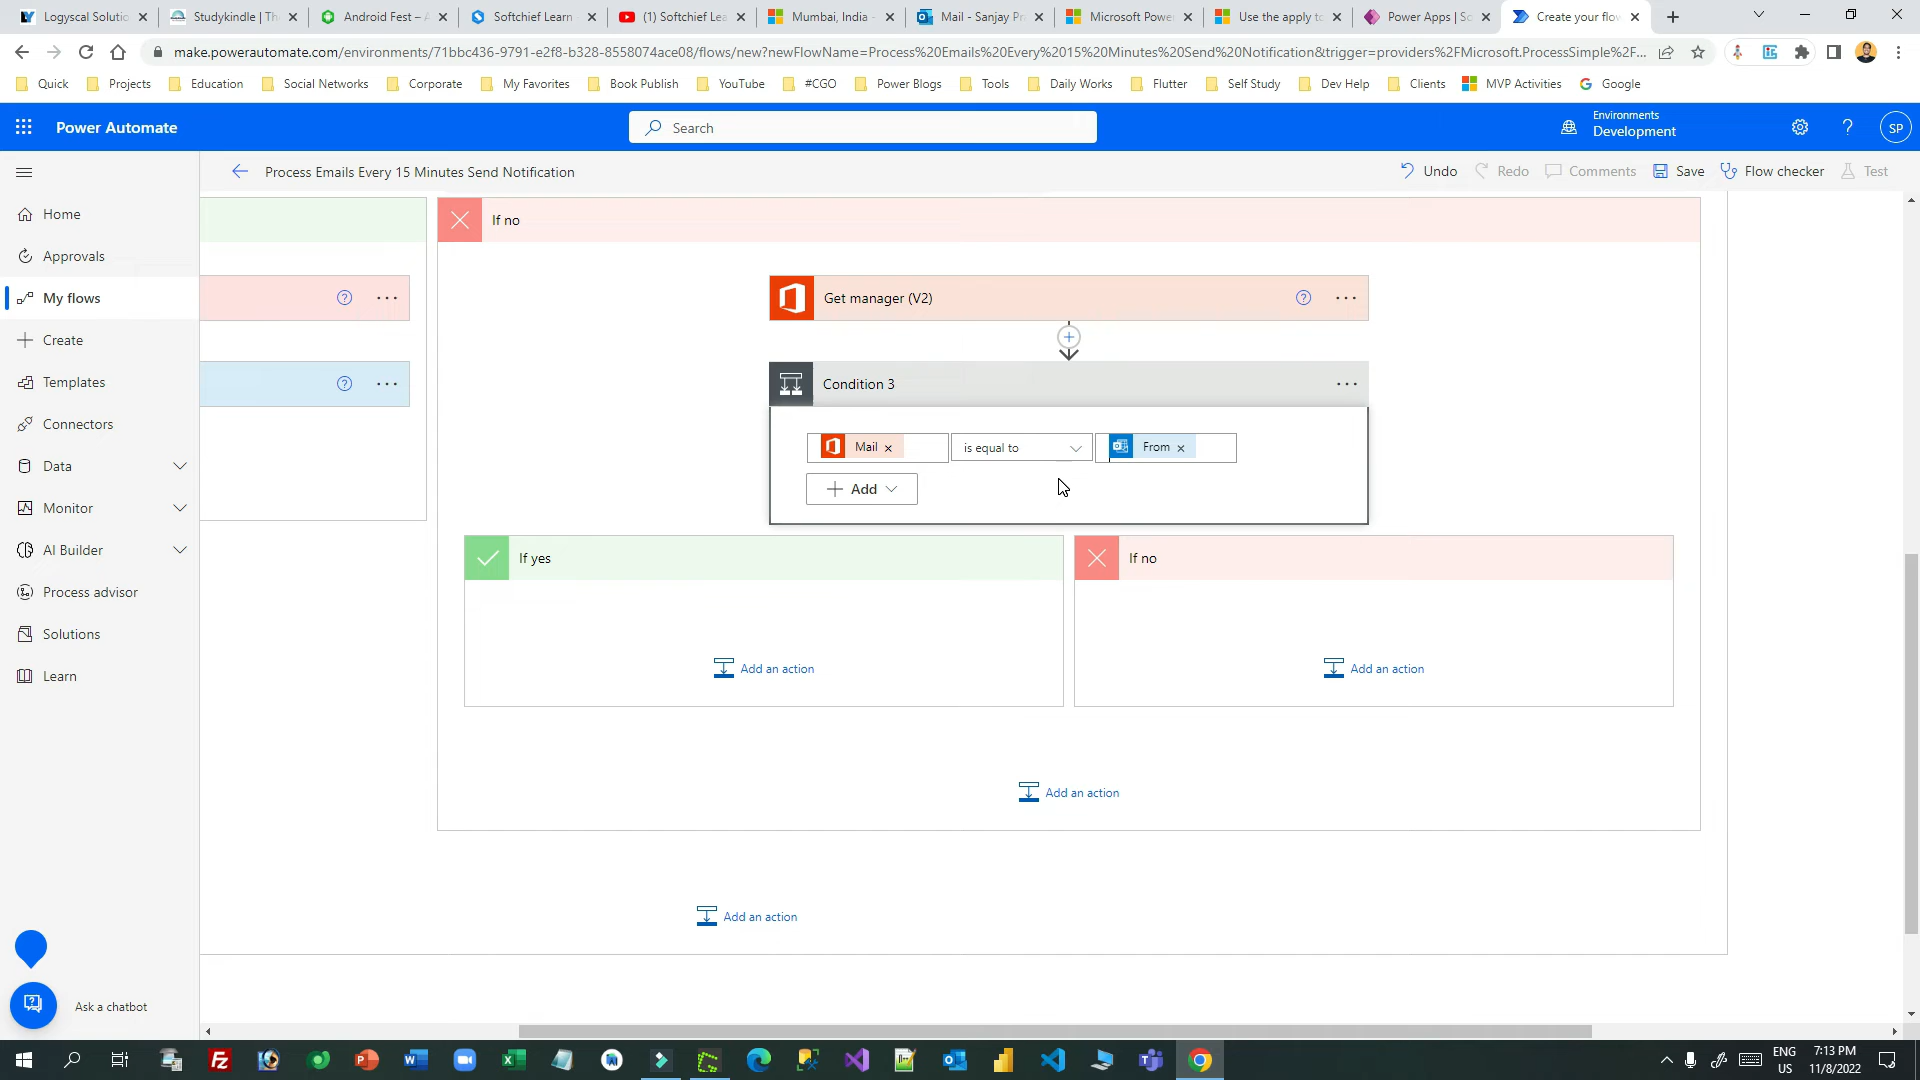 Logyscal Solutio
Studykindle | Th
Android Fest – A
Softchief Learn
(1) Softchief Lea
Mumbai, India -
Mail - Sanjay Pra
Microsoft Powe
Use the apply to
Power Apps | So
Create your flow
make.powerautomate.com/environments/71bbc436-9791-e2f8-b328-8558074ace08/flows/new?newFlowName=Process%20Emails%20Every%2015%20Minutes%20Send%20Notification&trigger=providers%2FMicrosoft.ProcessSimple%2F...
Quick
Projects
Education
Social Networks
Corporate
My Favorites
Book Publish
YouTube
#CGO
Power Blogs
Tools
Daily Works
Flutter
Self Study
Dev Help
Clients
MVP Activities
Google
Power Automate
Search
Environments
Development
SP
Process Emails Every 15 Minutes Send Notification
Undo
Redo
Comments
Save
Flow checker
Test
Home
Approvals
My flows
Create
Templates
Connectors
Data
Monitor
AI Builder
Process advisor
Solutions
Learn
Ask a chatbot
If no
Get manager (V2)
Condition 3
Mail
is equal to
From
Add
If yes
If no
Add an action
Add an action
Add an action
Add an action
ENG
US
7:13 PM
11/8/2022